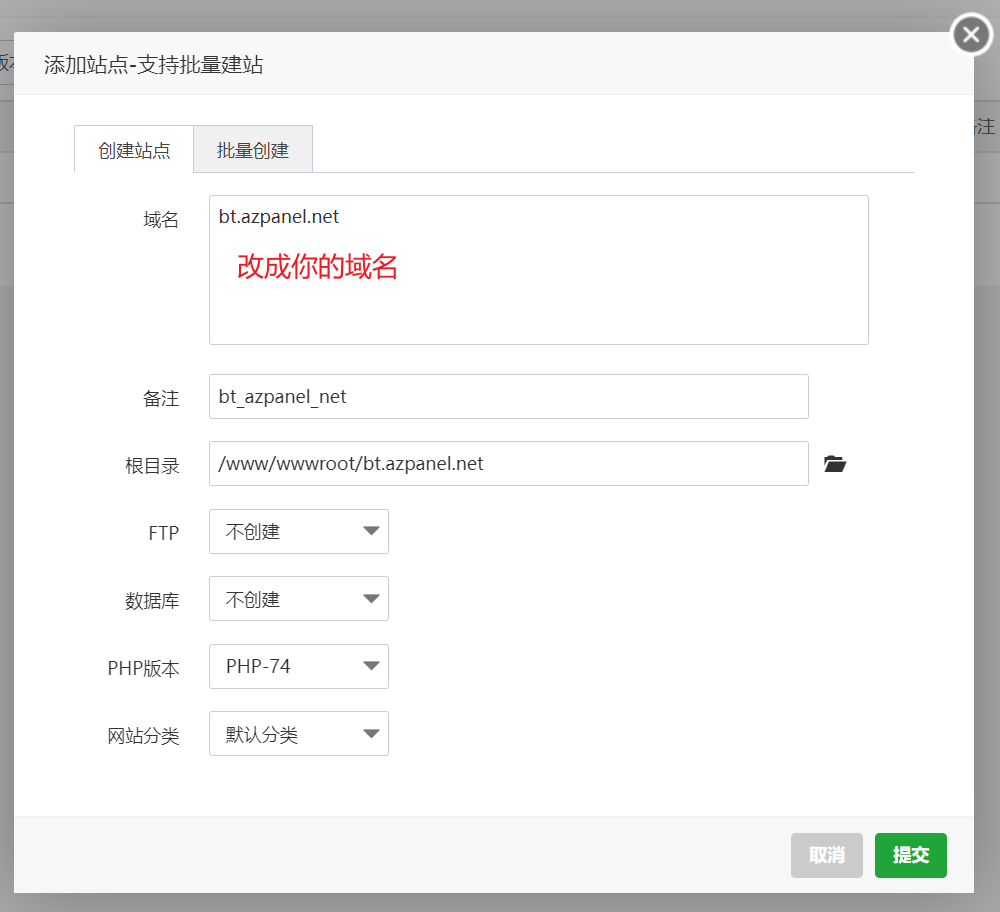 添加站点-支持批量建站
创建站点
批量创建
域名
bt.azpanel.net
改成你的域名
备注
bt_azpanel_net
根目录
/www/wwwroot/bt.azpanel.net
FTP
不创建
数据库
不创建
PHP版本
PHP-74
网站分类
默认分类
取消
提交